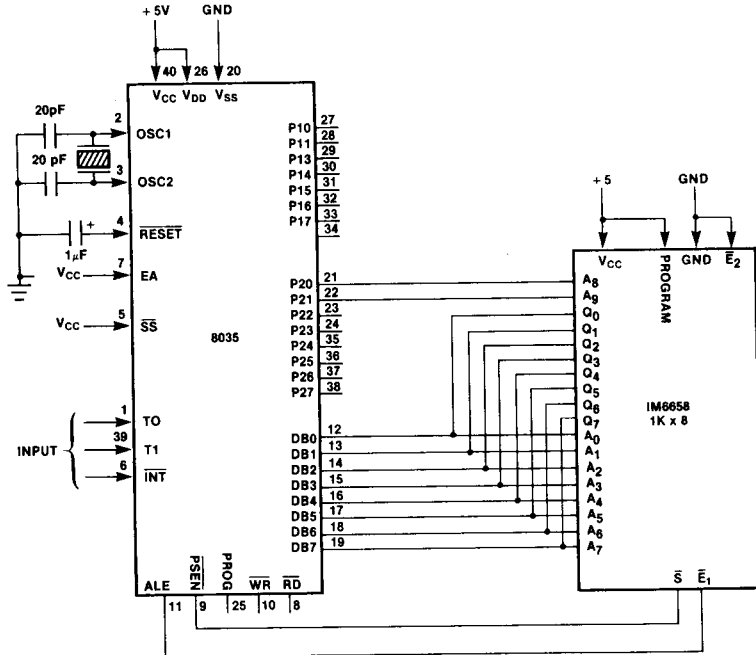 + 5V
GND
40
26
20
VCC
VDD
VSS
20pF
2
OSC1
20 pF
3
OSC2
4
RESET
+
1µF
7
VCC
EA
5
VCC
SS
8035
INPUT
1
TO
39
T1
6
INT
P10
27
P11
28
P13
29
P14
30
P15
31
P16
32
P17
33
34
P20
21
P21
22
P22
23
P23
24
P24
35
P25
36
P26
37
P27
38
DB0
12
DB1
13
DB2
14
DB3
15
DB4
16
DB5
17
DB6
18
DB7
19
ALE
PSEN
PROG
WR
RD
11
9
25
10
8
+ 5
GND
VCC
PROGRAM
GND
E2
A8
A9
Q0
Q1
Q2
Q3
Q4
Q5
Q6
Q7
A0
A1
A2
A3
A4
A5
A6
A7
IM6658
1K x 8
S
E1